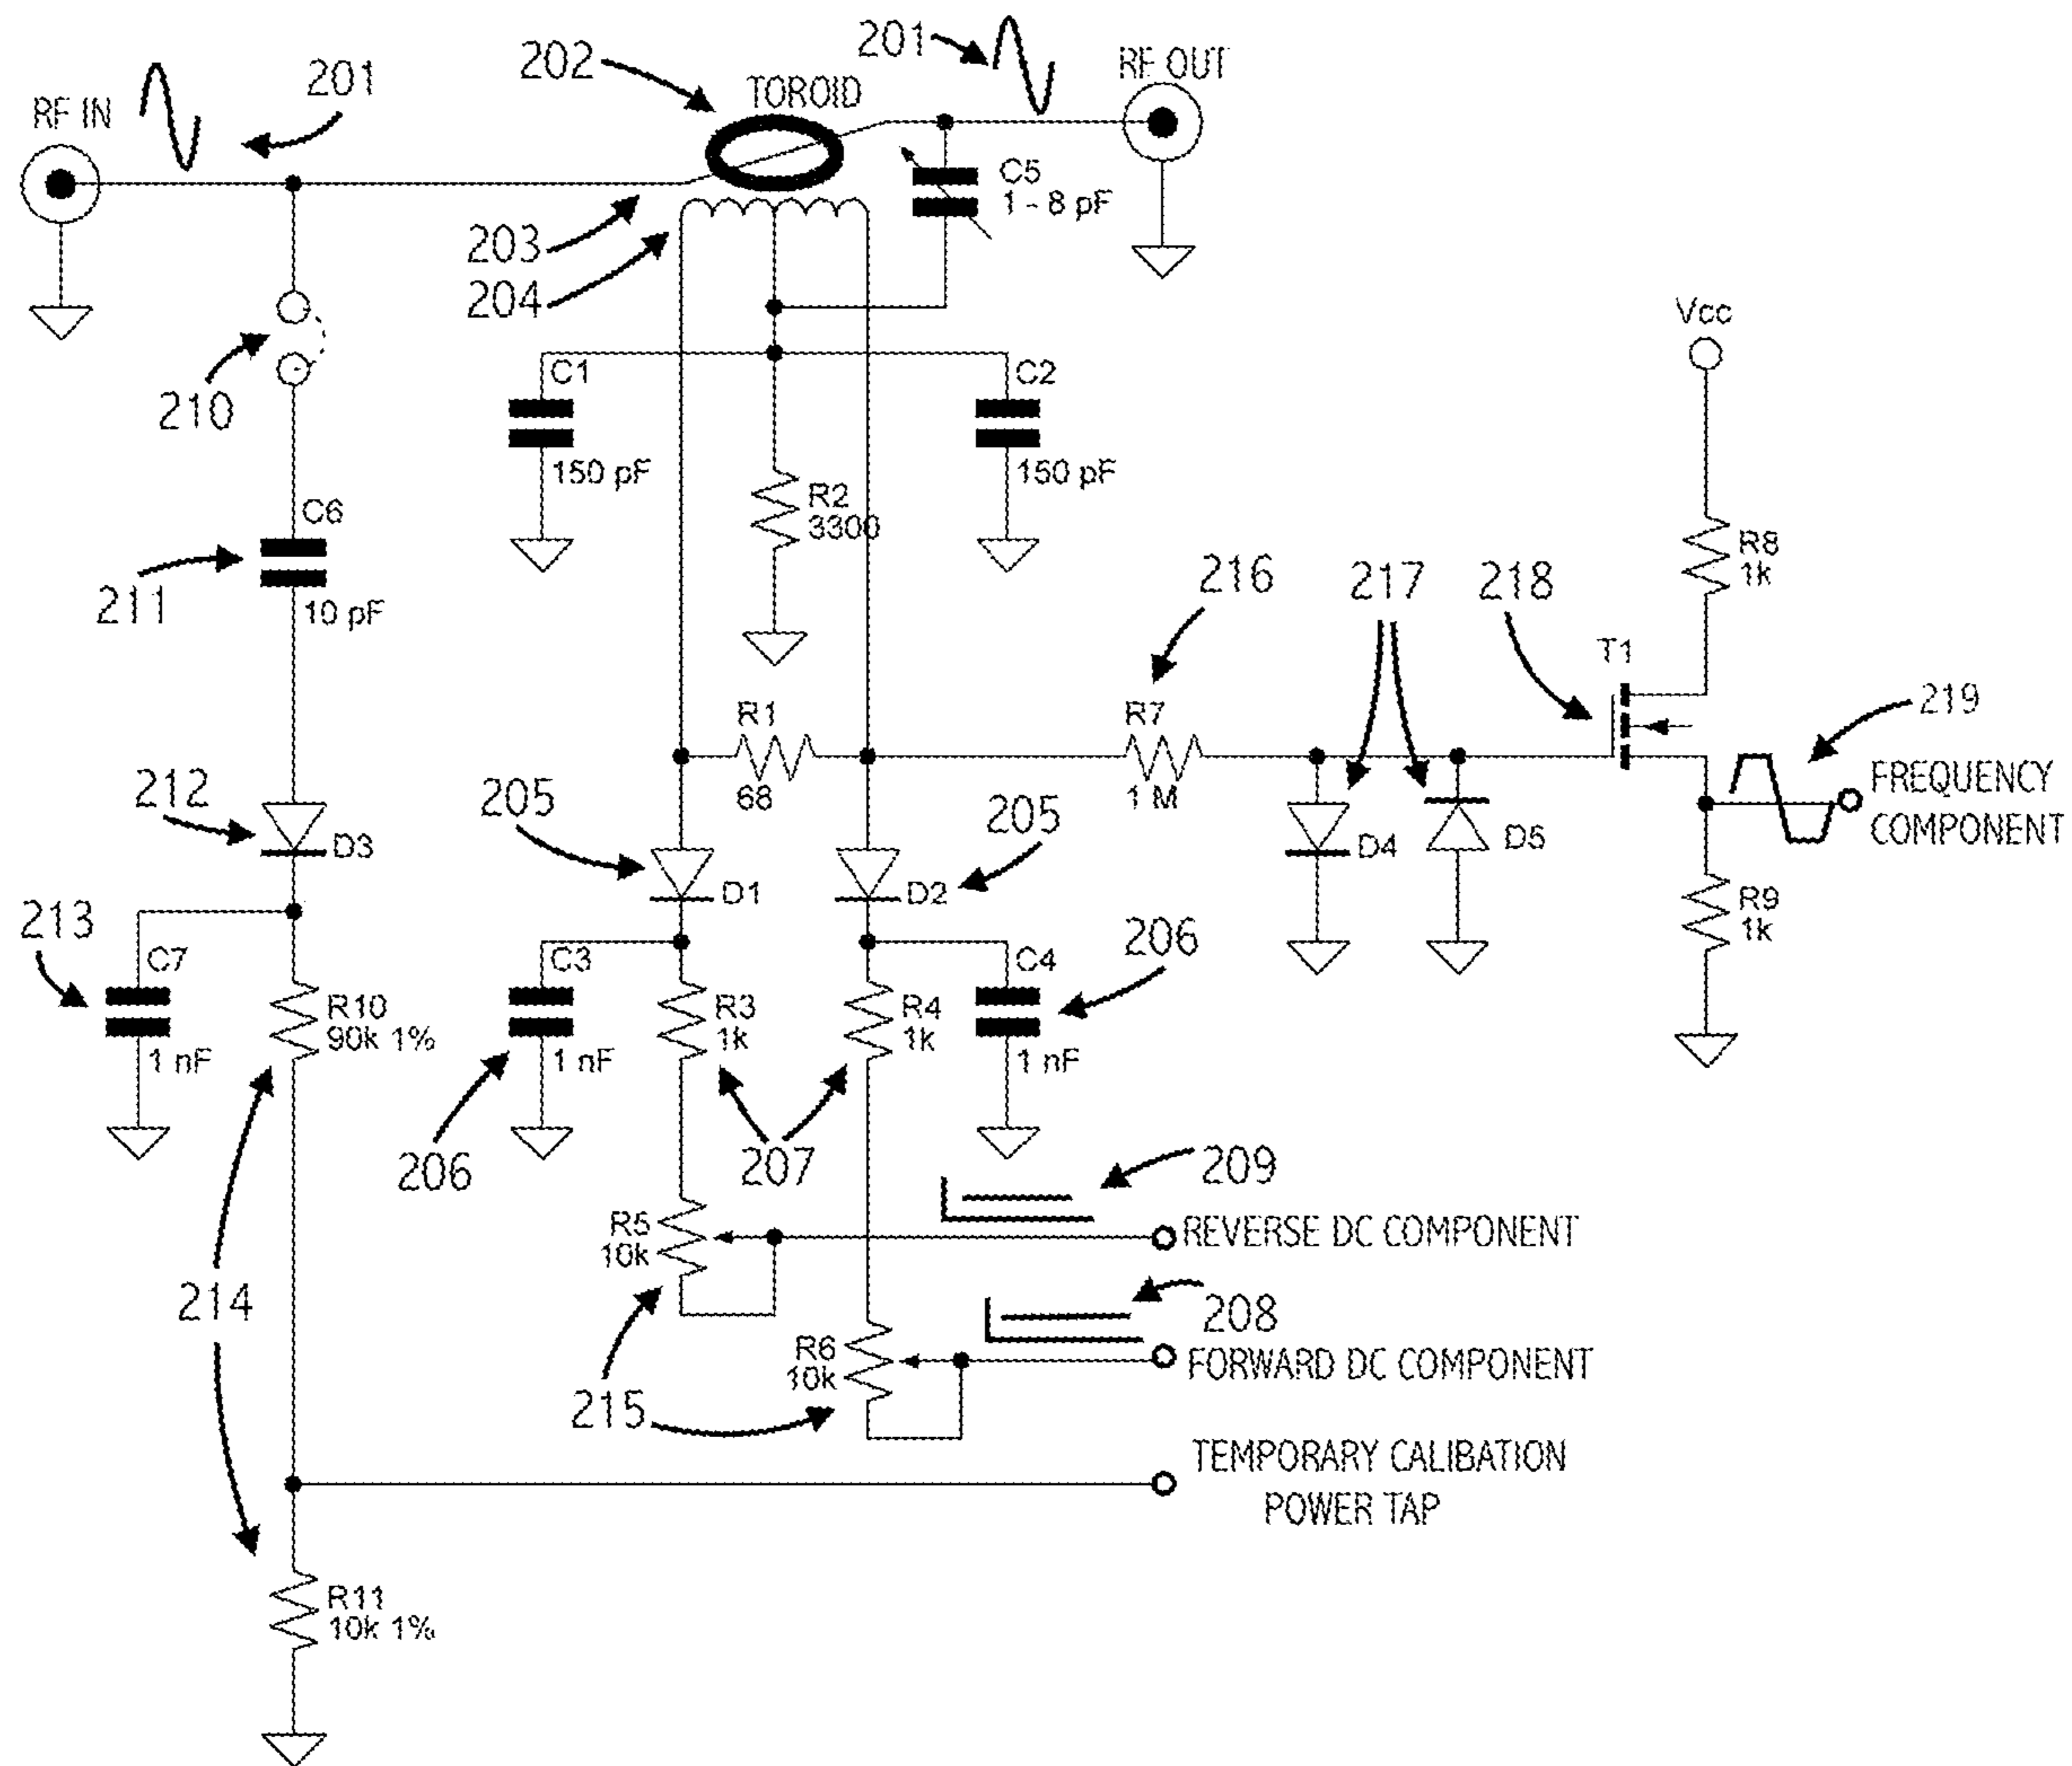 201
RF IN
202
TOROID
201
RF OUT
C5
1 - 8 pF
203
204
210
Vcc
C1
150 pF
C2
150 pF
R2
3300
C6
10 pF
211
216
217
218
R8
1k
T1
219
FREQUENCY
COMPONENT
R1
68
R7
1 M
212
D3
205
D1
205
D2
D4
D5
R9
1k
213
C7
1 nF
R10
90k 1%
C3
1 nF
206
R3
1k
R4
1k
C4
1 nF
206
207
209
REVERSE DC COMPONENT
R5
10k
214
208
FORWARD DC COMPONENT
R6
10k
215
TEMPORARY CALIBATION
POWER TAP
R11
10k 1%